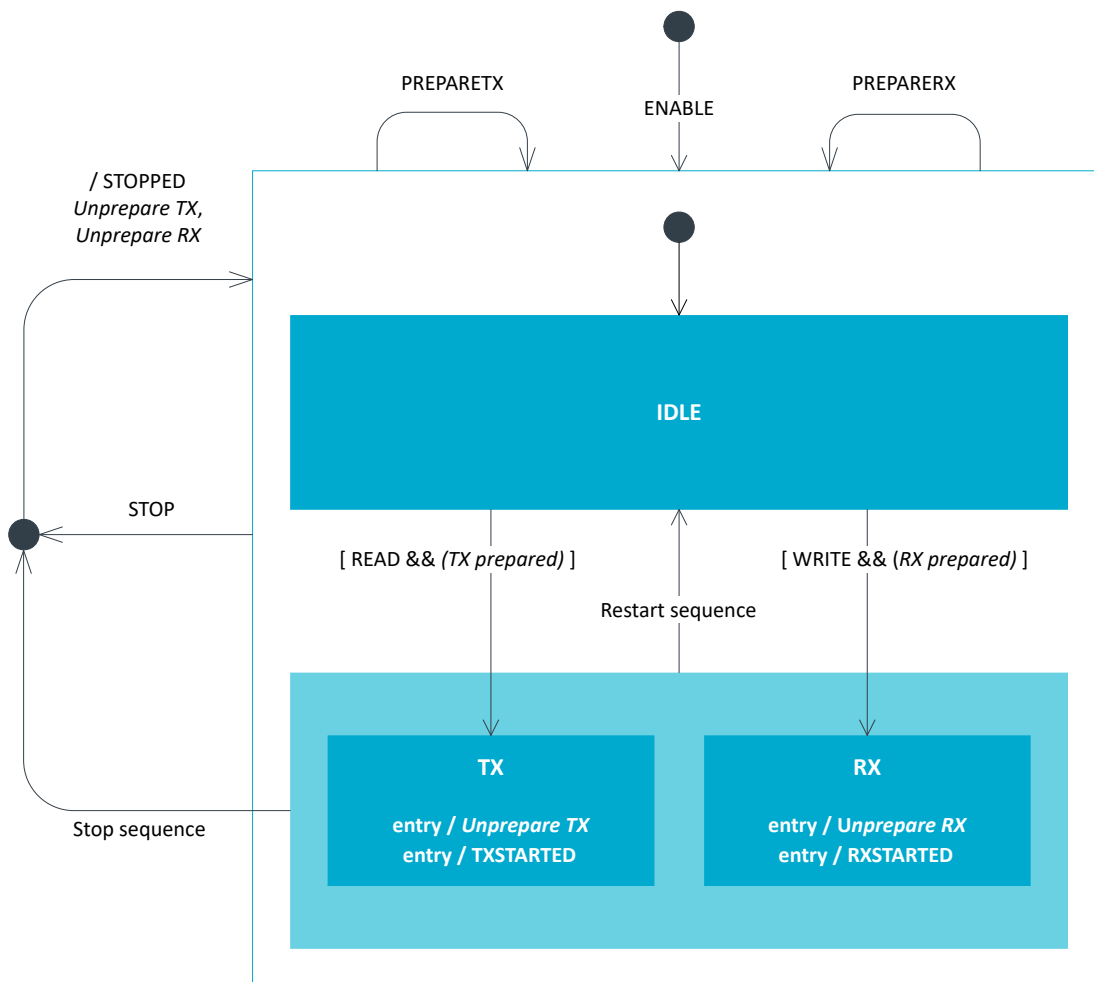 PREPARETX
PREPARERX
ENABLE
/ STOPPED
Unprepare TX,
Unprepare RX
IDLE
STOP
[ READ && (TX prepared) ]
[ WRITE && (RX prepared) ]
Restart sequence
TX
entry / Unprepare TX
entry / TXSTARTED
RX
entry / Unprepare RX
entry / RXSTARTED
Stop sequence